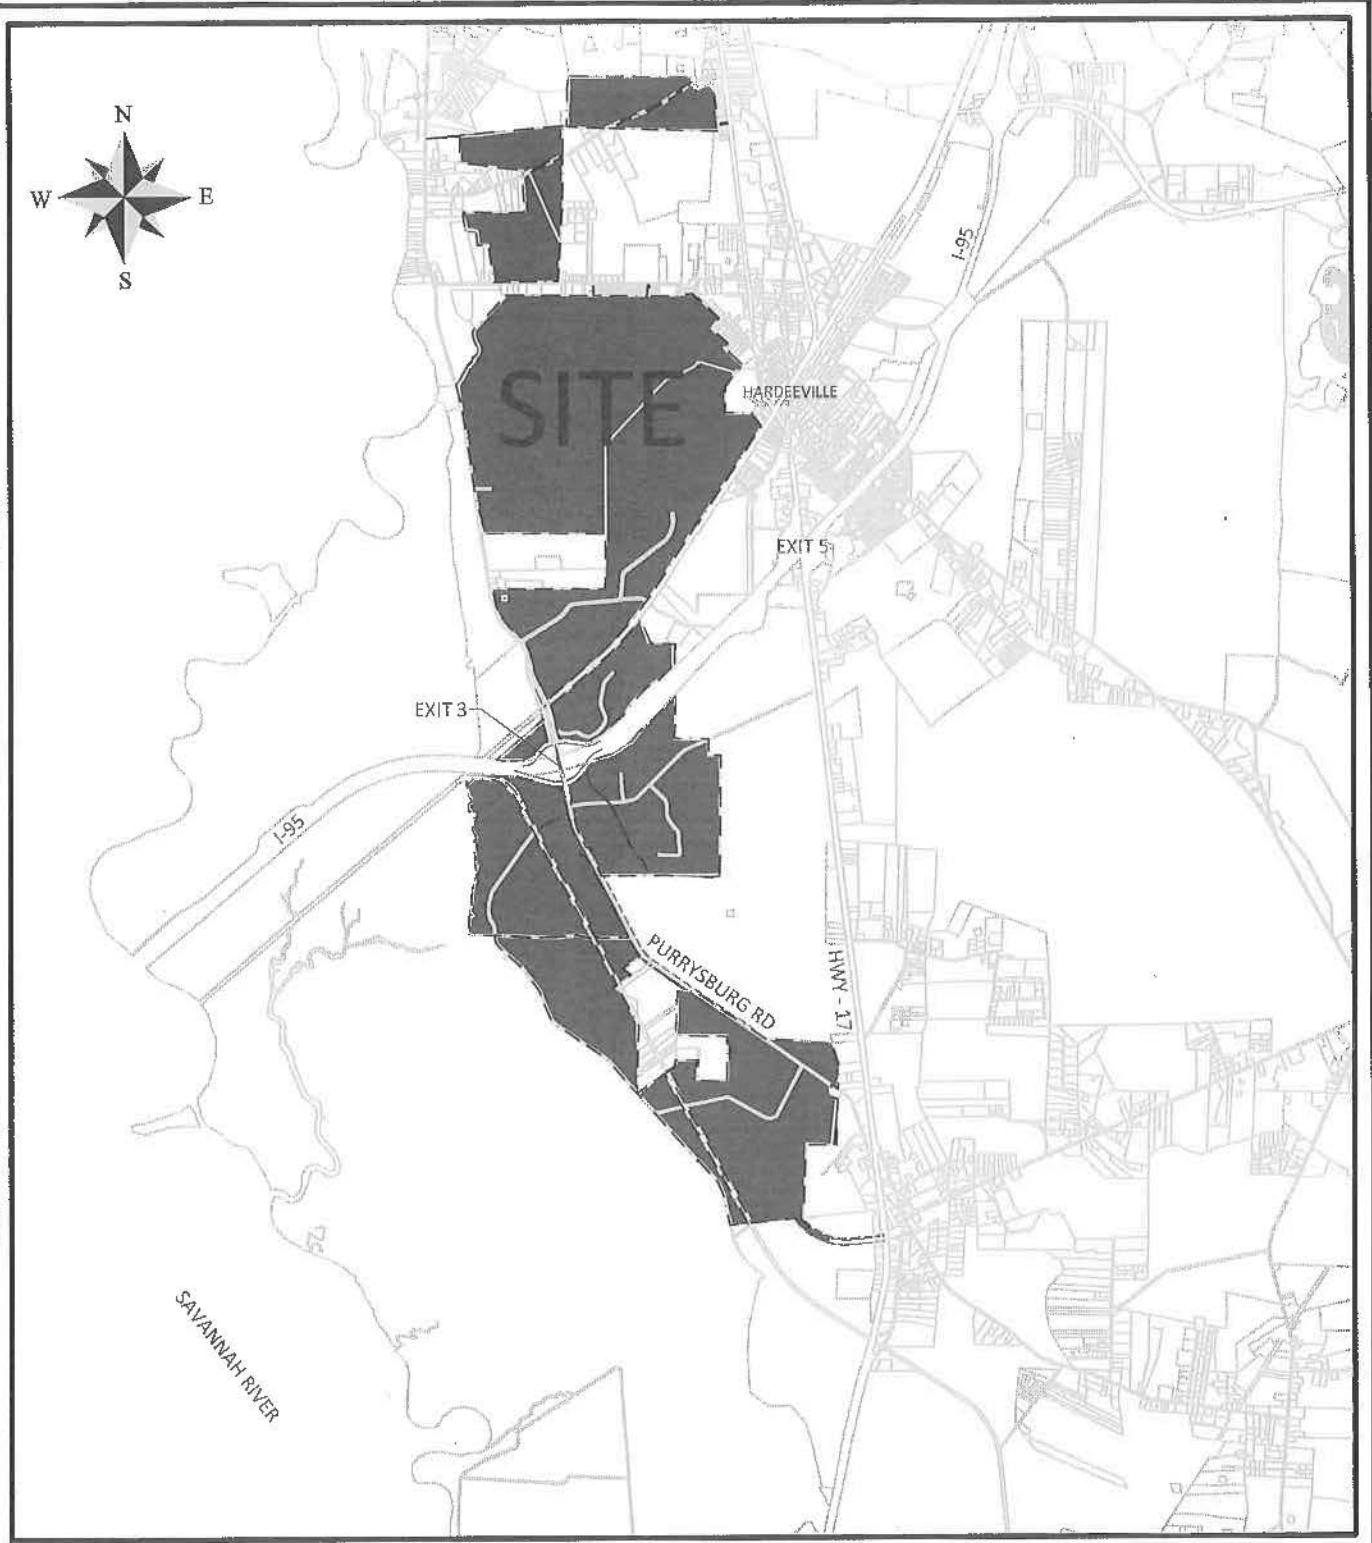 N
W E
S
I-95
SITE
HARDEEVILLE
EXIT 5
EXIT 3
I-95
PURRYSBURG RD
HWY - 17
SAVANNAH RIVER